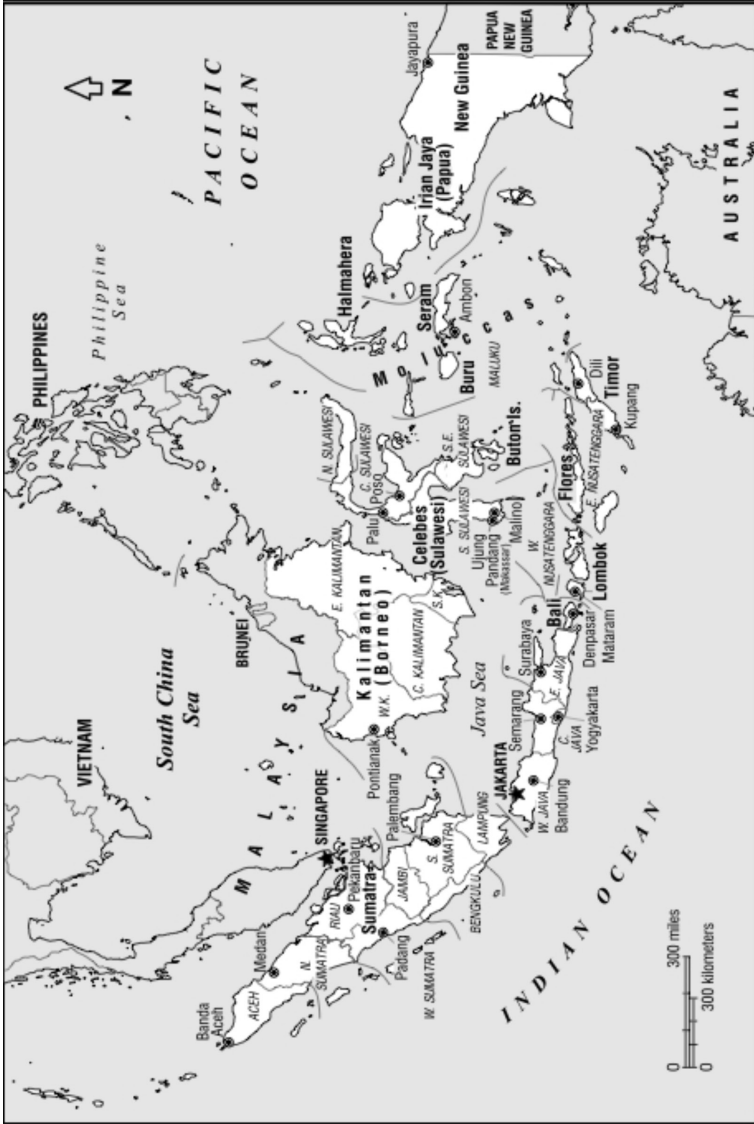 PACIFIC
OCEAN
N
Philippine
Sea
PHILIPPINES
VIETNAM
South China
Sea
BRUNEI
MALAYSIA
SINGAPORE
Banda
Aceh
ACEH
Medan
N.
SUMATRA
RIAU
Pekanbaru
Sumatra
Padang
W. SUMATRA
JAMBI
Palembang
S.
SUMATRA
BENGKULU
LAMPUNG
Pontianak
W.K.
Kalimantan
(Borneo)
E. KALIMANTAN
C. KALIMANTAN
S.K.
Java Sea
JAKARTA
W. JAVA
Bandung
Semarang
C.
JAVA
Yogyakarta
Surabaya
E. JAVA
Bali
Denpasar
Mataram
Lombok
W.
NUSATENGGARA
Flores
E. NUSATENGGARA
Kupang
Timor
Dili
N. SULAWESI
C. SULAWESI
Palu
Poso
Celebes
(Sulawesi)
S. SULAWESI
S.E.
SULAWESI
Ujung
Pandang
(Makassar)
Malino
Buton Is.
Halmahera
Moluccas
Seram
Ambon
Buru
MALUKU
Irian Jaya
(Papua)
New Guinea
Jayapura
PAPUA
NEW
GUINEA
AUSTRALIA
INDIAN OCEAN
0 300 miles
0 300 kilometers